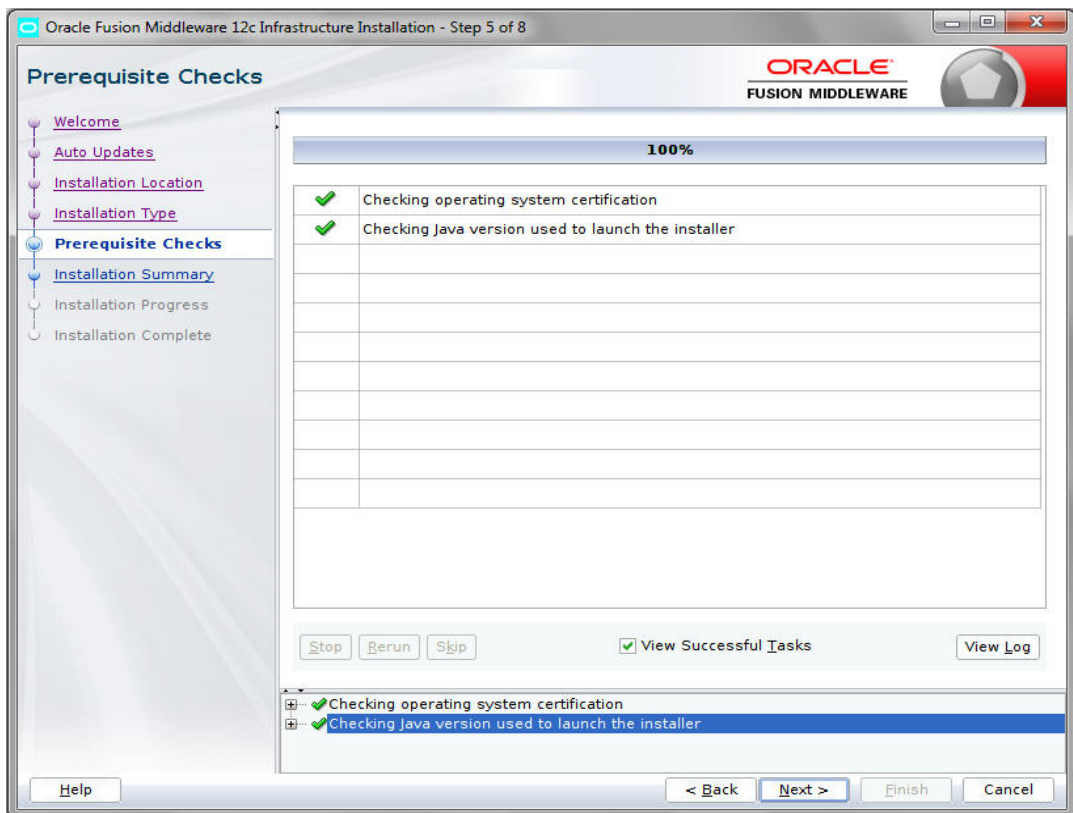 Oracle Fusion Middleware 12c Infrastructure Installation - Step 5 of 8
Prerequisite Checks
ORACLE
FUSION MIDDLEWARE
Welcome
Auto Updates
Installation Location
Installation Type
Prerequisite Checks
Installation Summary
Installation Progress
Installation Complete
100%
Checking operating system certification
Checking Java version used to launch the installer
Stop Rerun Skip View Successful Tasks View Log
Checking operating system certification
Checking Java version used to launch the installer
Help < Back Next > Finish Cancel